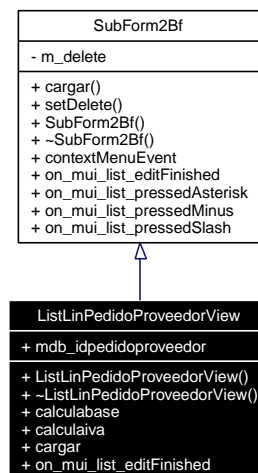 SubForm2Bf
- m_delete
+ cargar()
+ setDelete()
+ SubForm2Bf()
+ ~SubForm2Bf()
+ contextMenuEvent
+ on_mui_list_editFinished
+ on_mui_list_pressedAsterisk
+ on_mui_list_pressedMinus
+ on_mui_list_pressedSlash
ListLinPedidoProveedorView
+ mdb_idpedidoproveedor
+ ListLinPedidoProveedorView()
+ ~ListLinPedidoProveedorView()
+ calculabase
+ calculaiva
+ cargar
+ on_mui_list_editFinished